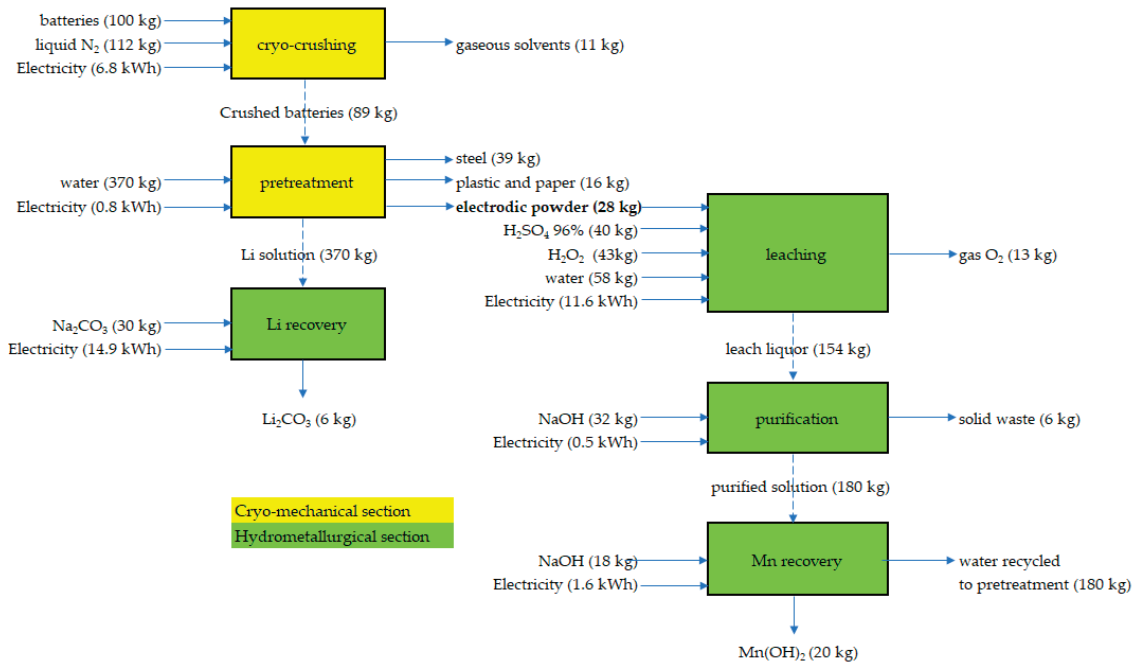 batteries (100 kg)
liquid N₂ (112 kg)
Electricity (6.8 kWh)
cryo-crushing
gaseous solvents (11 kg)
Crushed batteries (89 kg)
water (370 kg)
Electricity (0.8 kWh)
pretreatment
steel (39 kg)
plastic and paper (16 kg)
electrodic powder (28 kg)
H₂SO₄ 96% (40 kg)
H₂O₂ (43kg)
water (58 kg)
Electricity (11.6 kWh)
leaching
gas O₂ (13 kg)
Li solution (370 kg)
Na₂CO₃ (30 kg)
Electricity (14.9 kWh)
Li recovery
Li₂CO₃ (6 kg)
leach liquor (154 kg)
NaOH (32 kg)
Electricity (0.5 kWh)
purification
solid waste (6 kg)
purified solution (180 kg)
Cryo-mechanical section
Hydrometallurgical section
NaOH (18 kg)
Electricity (1.6 kWh)
Mn recovery
water recycled
to pretreatment (180 kg)
Mn(OH)₂ (20 kg)